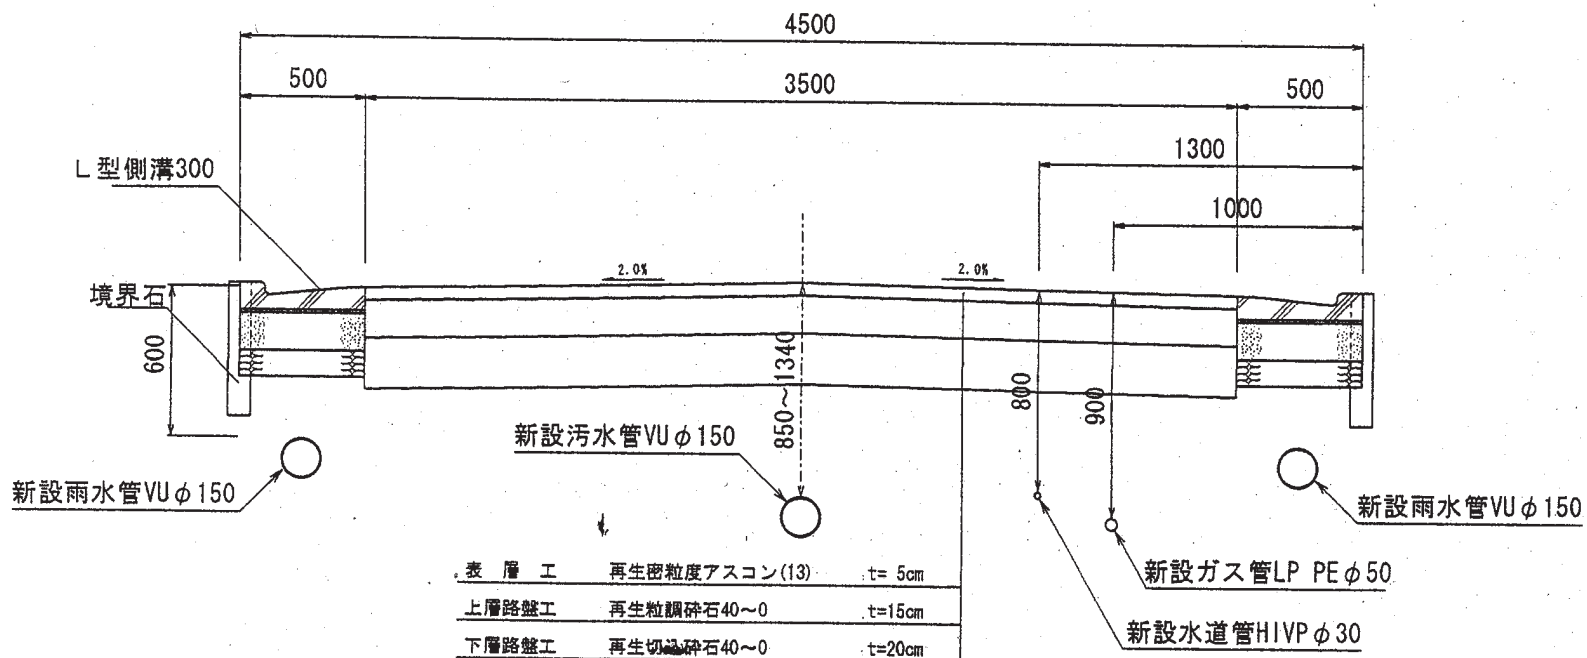 4500
500
3500
500
1300
L型側溝300
1000
2.0%
2.0%
境界石
600
850～1340
800
900
新設汚水管VUφ150
新設雨水管VUφ150
新設雨水管VUφ150
表 層 工 再生密粒度アスコン(13) t= 5cm
新設ガス管LP PEφ50
上層路盤工 再生粒調砕石40～0 t=15cm
新設水道管HIVPφ30
下層路盤工 再生切込砕石40～0 t=20cm